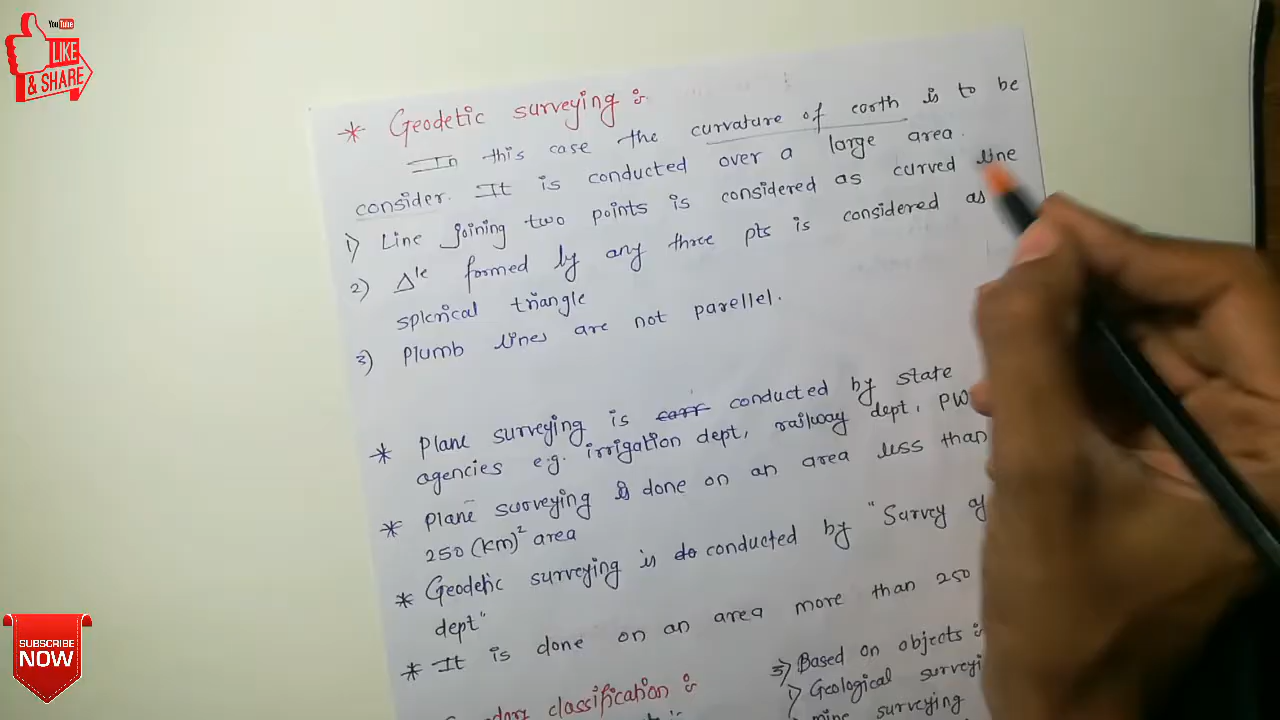 YouTube
LIKE
& SHARE
* Geodetic surveying :
In this case the curvature of earth is to be
consider. It is conducted over a large area.
1) Line joining two points is considered as curved line
2) Δle formed by any three pts is considered as
spherical triangle
3) Plumb lines are not parellel.
* Plane surveying is conducted by state
agencies e.g. irrigation dept, railway dept, PW
* Plane surveying is done on an area less than
250 (km)² area
* Geodetic surveying is conducted by "Survey of
dept"
* It is done on an area more than 250
classification :
3) Based on objects :
1) Geological surveyi
mine surveying
SUBSCRIBE
NOW